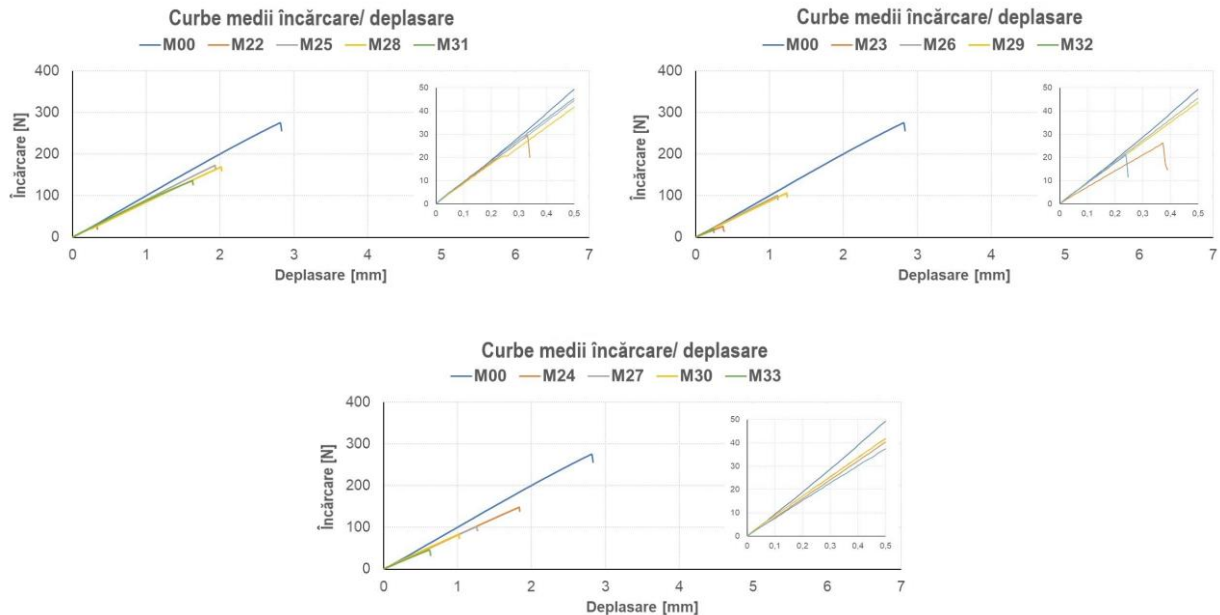 Curbe medii încărcare/ deplasare
M00 M22 M25 M28 M31
400
300
200
100
0
Încărcare [N]
0 1 2 3 4 5 6 7
Deplasare [mm]
50
40
30
20
10
0
0 0,1 0,2 0,3 0,4 0,5
Curbe medii încărcare/ deplasare
M00 M23 M26 M29 M32
400
300
200
100
0
Încărcare [N]
0 1 2 3 4 5 6 7
Deplasare [mm]
50
40
30
20
10
0
0 0,1 0,2 0,3 0,4 0,5
Curbe medii încărcare/ deplasare
M00 M24 M27 M30 M33
400
300
200
100
0
Încărcare [N]
0 1 2 3 4 5 6 7
Deplasare [mm]
50
40
30
20
10
0
0 0,1 0,2 0,3 0,4 0,5